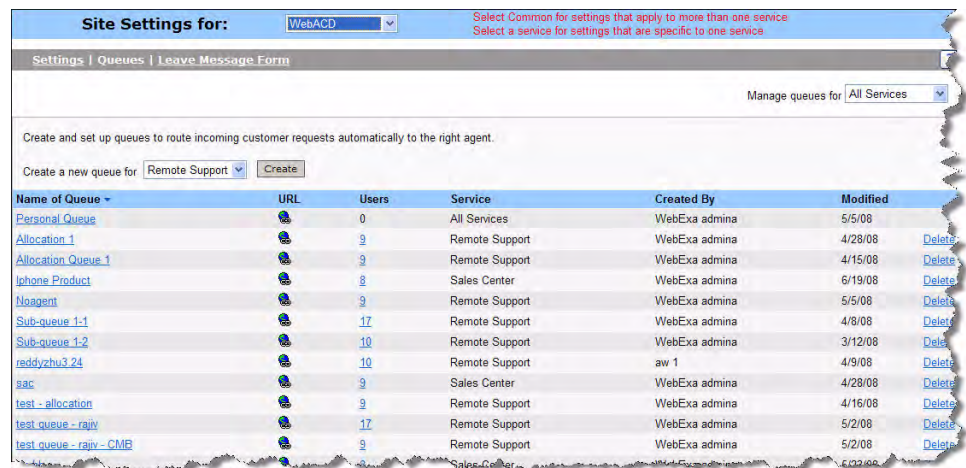 Site Settings for: WebACD
Select Common for settings that apply to more than one service
Select a service for settings that are specific to one service
Settings | Queues | Leave Message Form
Manage queues for All Services
Create and set up queues to route incoming customer requests automatically to the right agent.
Create a new queue for Remote Support Create
Name of Queue URL Users Service Created By Modified
Personal Queue 0 All Services WebExa admina 5/5/08
Allocation 1 9 Remote Support WebExa admina 4/28/08 Delete
Allocation Queue 1 9 Remote Support WebExa admina 4/15/08 Delete
Iphone Product 8 Sales Center WebExa admina 6/19/08 Delete
Noagent 9 Remote Support WebExa admina 5/5/08 Delete
Sub-queue 1-1 17 Remote Support WebExa admina 4/8/08 Delete
Sub-queue 1-2 10 Remote Support WebExa admina 3/12/08 Delete
reddyzhu3.24 10 Remote Support aw 1 4/9/08 Delete
sac 9 Sales Center WebExa admina 4/28/08 Delete
test - allocation 9 Remote Support WebExa admina 4/16/08 Delete
test queue - rajiv 17 Remote Support WebExa admina 5/2/08 Delete
test queue - rajiv - CMB 9 Remote Support WebExa admina 5/2/08 Delete